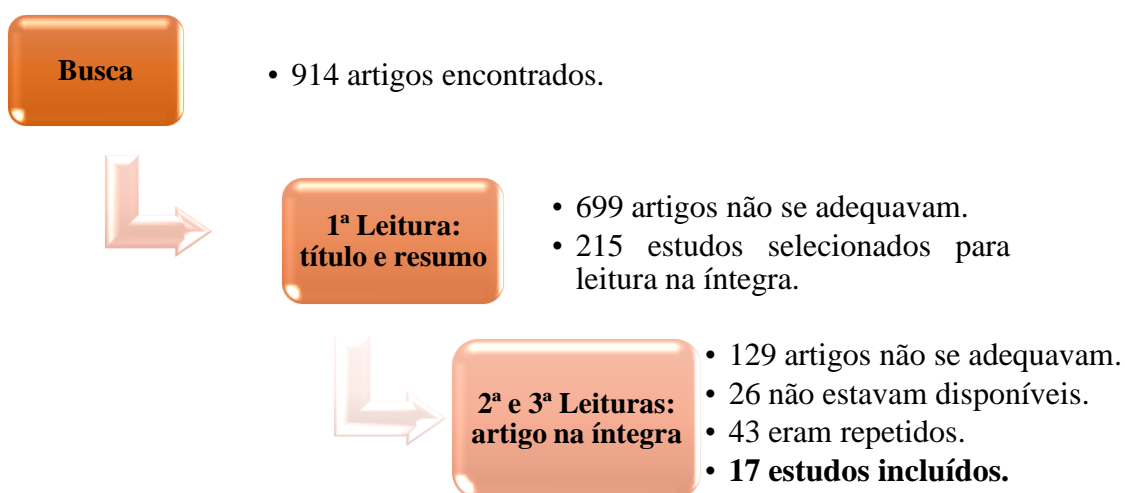 Busca
• 914 artigos encontrados.
1ª Leitura:
título e resumo
• 699 artigos não se adequavam.
• 215 estudos selecionados para
leitura na íntegra.
2ª e 3ª Leituras:
artigo na íntegra
• 129 artigos não se adequavam.
• 26 não estavam disponíveis.
• 43 eram repetidos.
• 17 estudos incluídos.